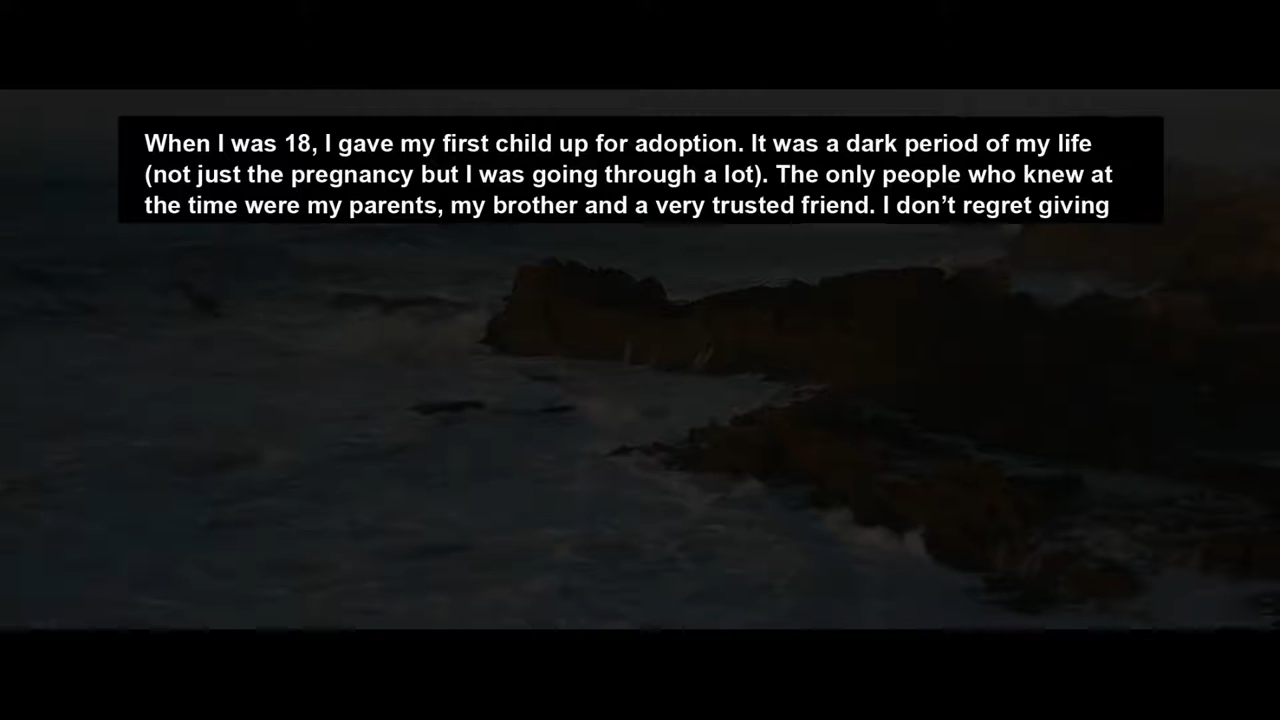 When I was 18, I gave my first child up for adoption. It was a dark period of my life
(not just the pregnancy but I was going through a lot). The only people who knew at
the time were my parents, my brother and a very trusted friend. I don’t regret giving